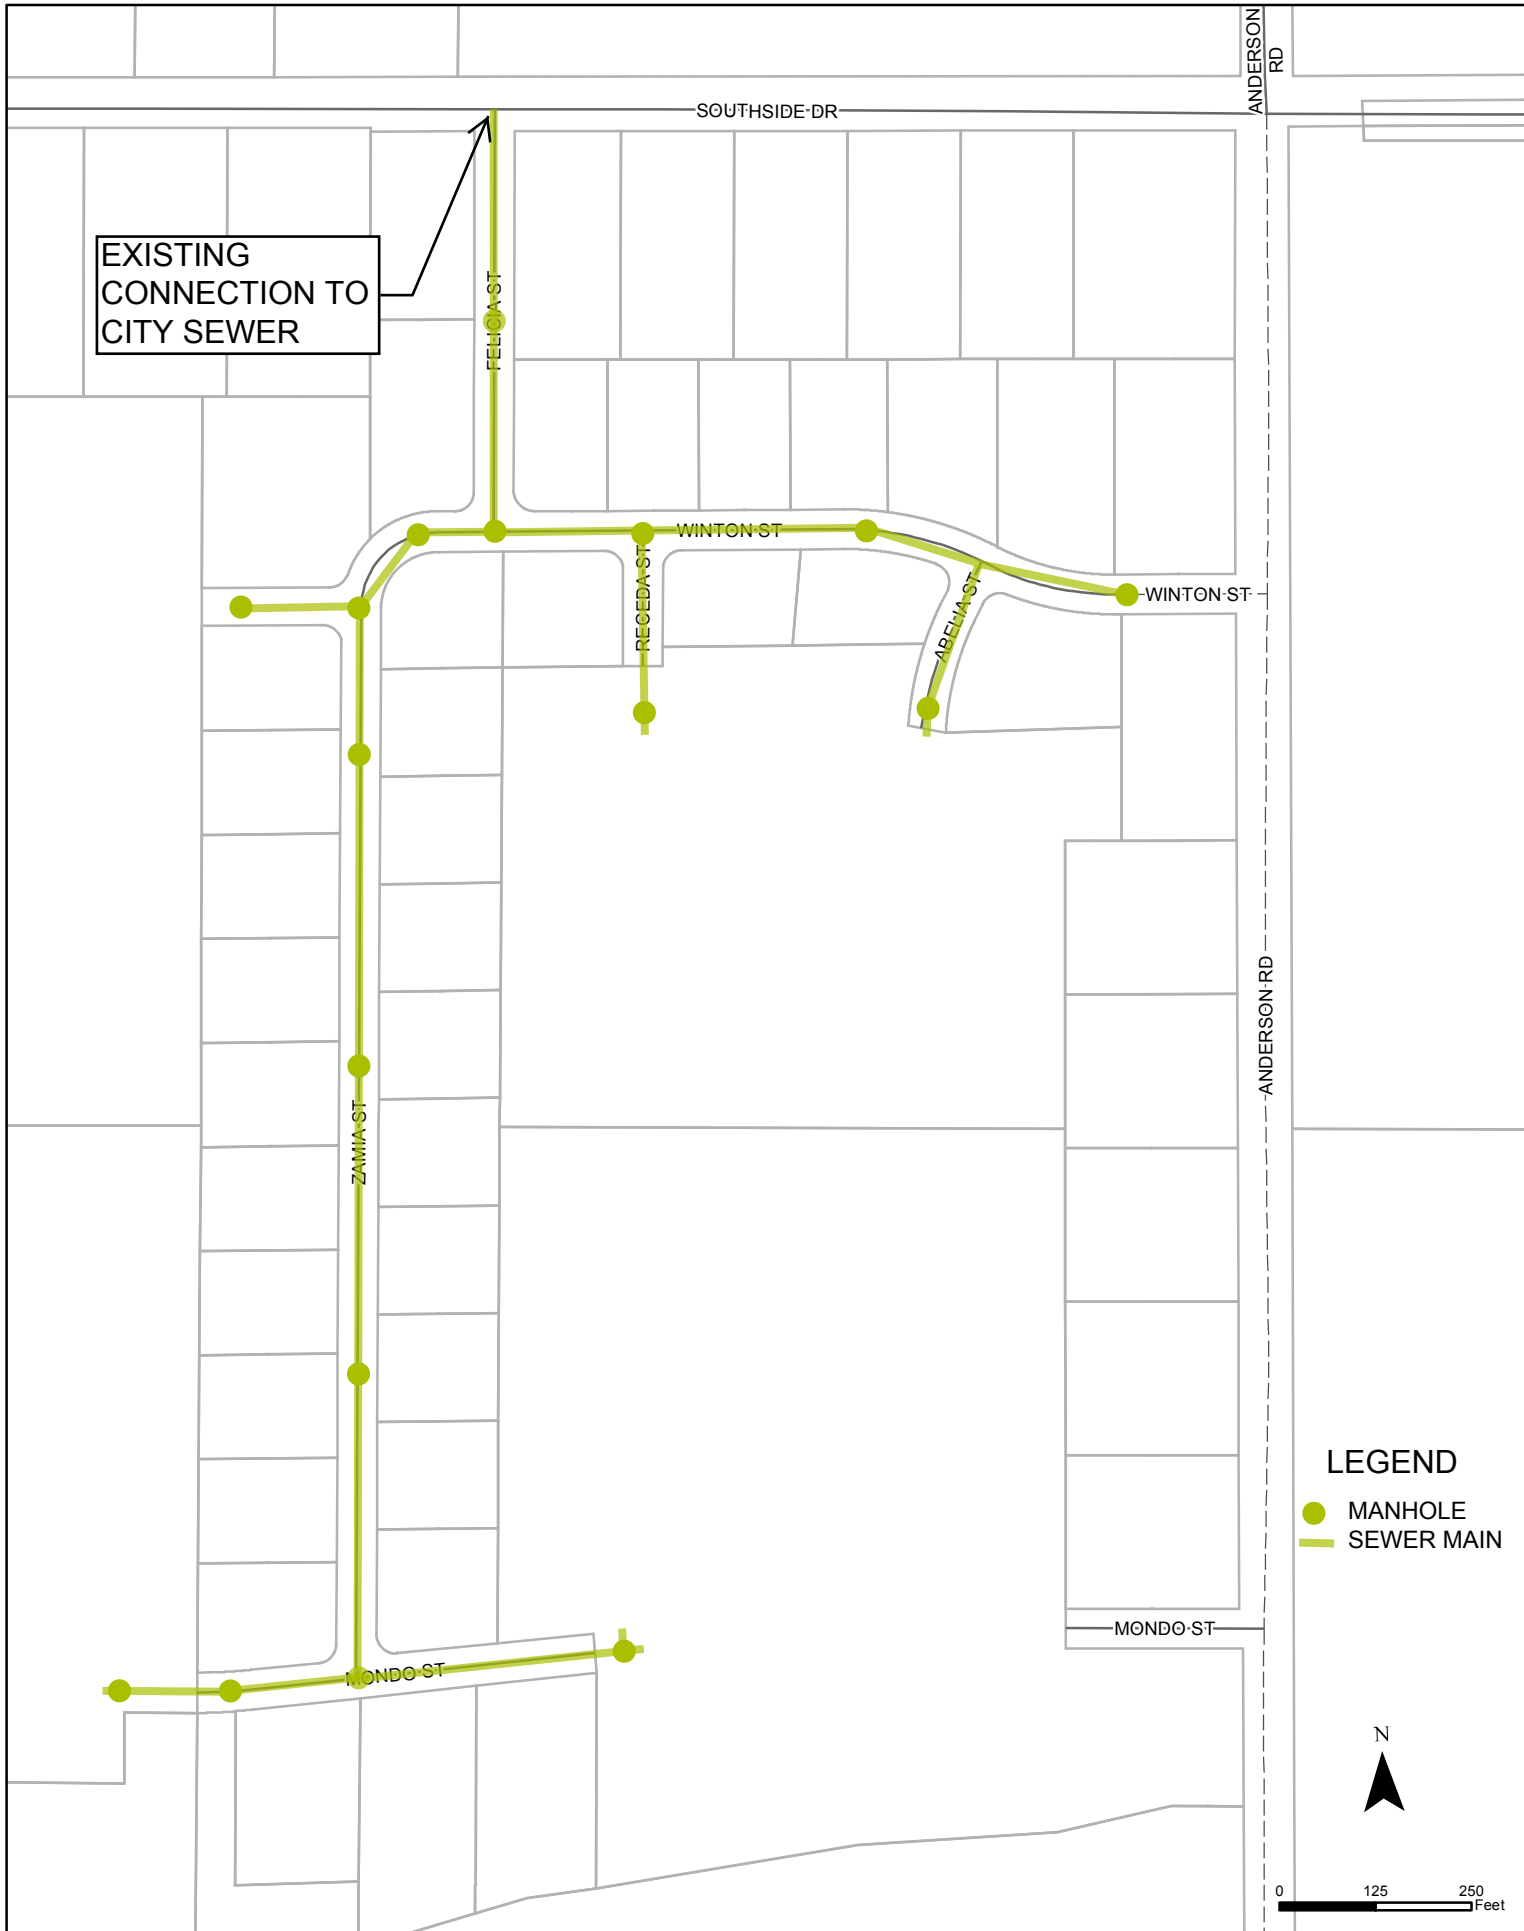 ANDERSON
RD
SOUTHSIDE DR
EXISTING
CONNECTION TO
CITY SEWER
FELICIA ST
WINTON ST
RECEDA ST
ABELIA ST
WINTON ST
ANDERSON RD
ZAMIA ST
LEGEND
MANHOLE
SEWER MAIN
MONDO ST
MONDO ST
N
0 125 250
Feet